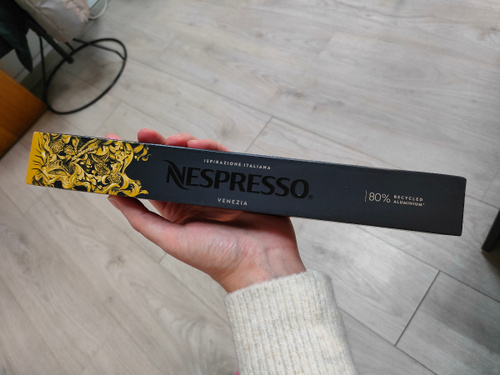 ISPIRAZIONE ITALIANA
NESPRESSO®
VENEZIA
80% RECYCLED
ALUMINIUM*